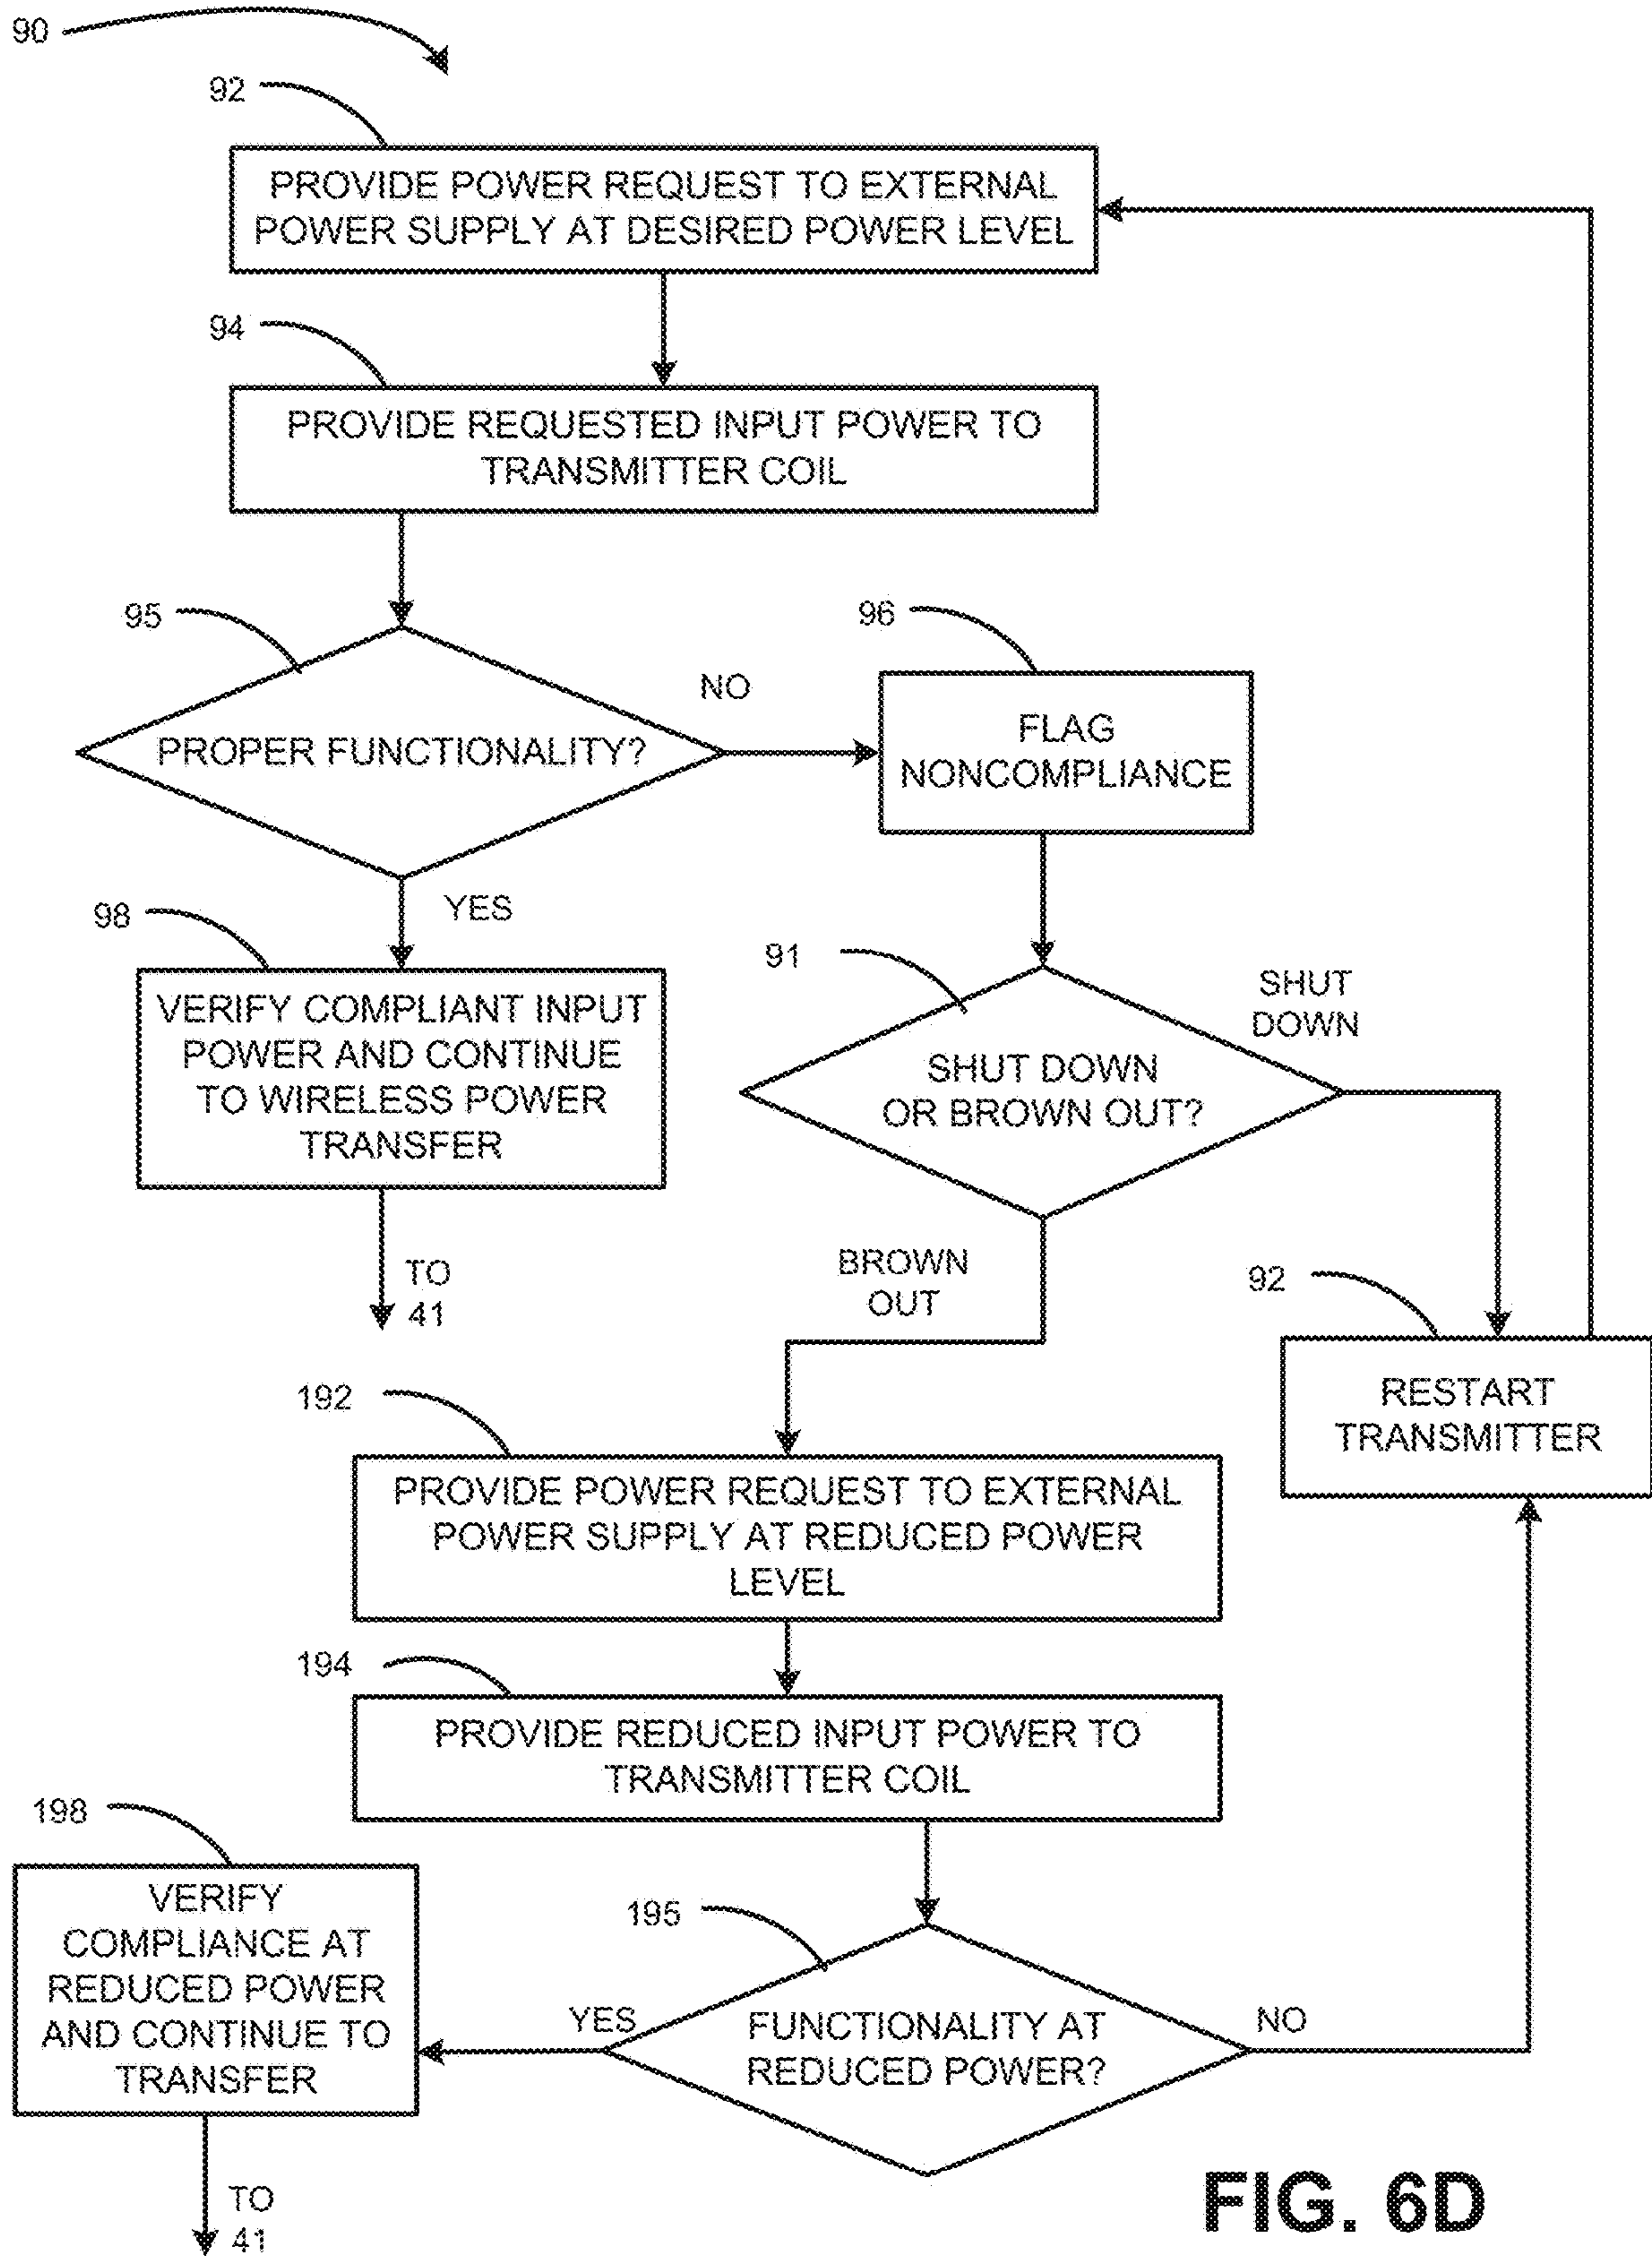 90
92
PROVIDE POWER REQUEST TO EXTERNAL
POWER SUPPLY AT DESIRED POWER LEVEL
94
PROVIDE REQUESTED INPUT POWER TO
TRANSMITTER COIL
95
PROPER FUNCTIONALITY?
NO
96
FLAG
NONCOMPLIANCE
YES
98
VERIFY COMPLIANT INPUT
POWER AND CONTINUE
TO WIRELESS POWER
TRANSFER
TO
41
91
SHUT DOWN
OR BROWN OUT?
SHUT
DOWN
BROWN
OUT
92
RESTART
TRANSMITTER
192
PROVIDE POWER REQUEST TO EXTERNAL
POWER SUPPLY AT REDUCED POWER
LEVEL
194
PROVIDE REDUCED INPUT POWER TO
TRANSMITTER COIL
195
FUNCTIONALITY AT
REDUCED POWER?
YES
NO
198
VERIFY
COMPLIANCE AT
REDUCED POWER
AND CONTINUE TO
TRANSFER
TO
41
FIG. 6D